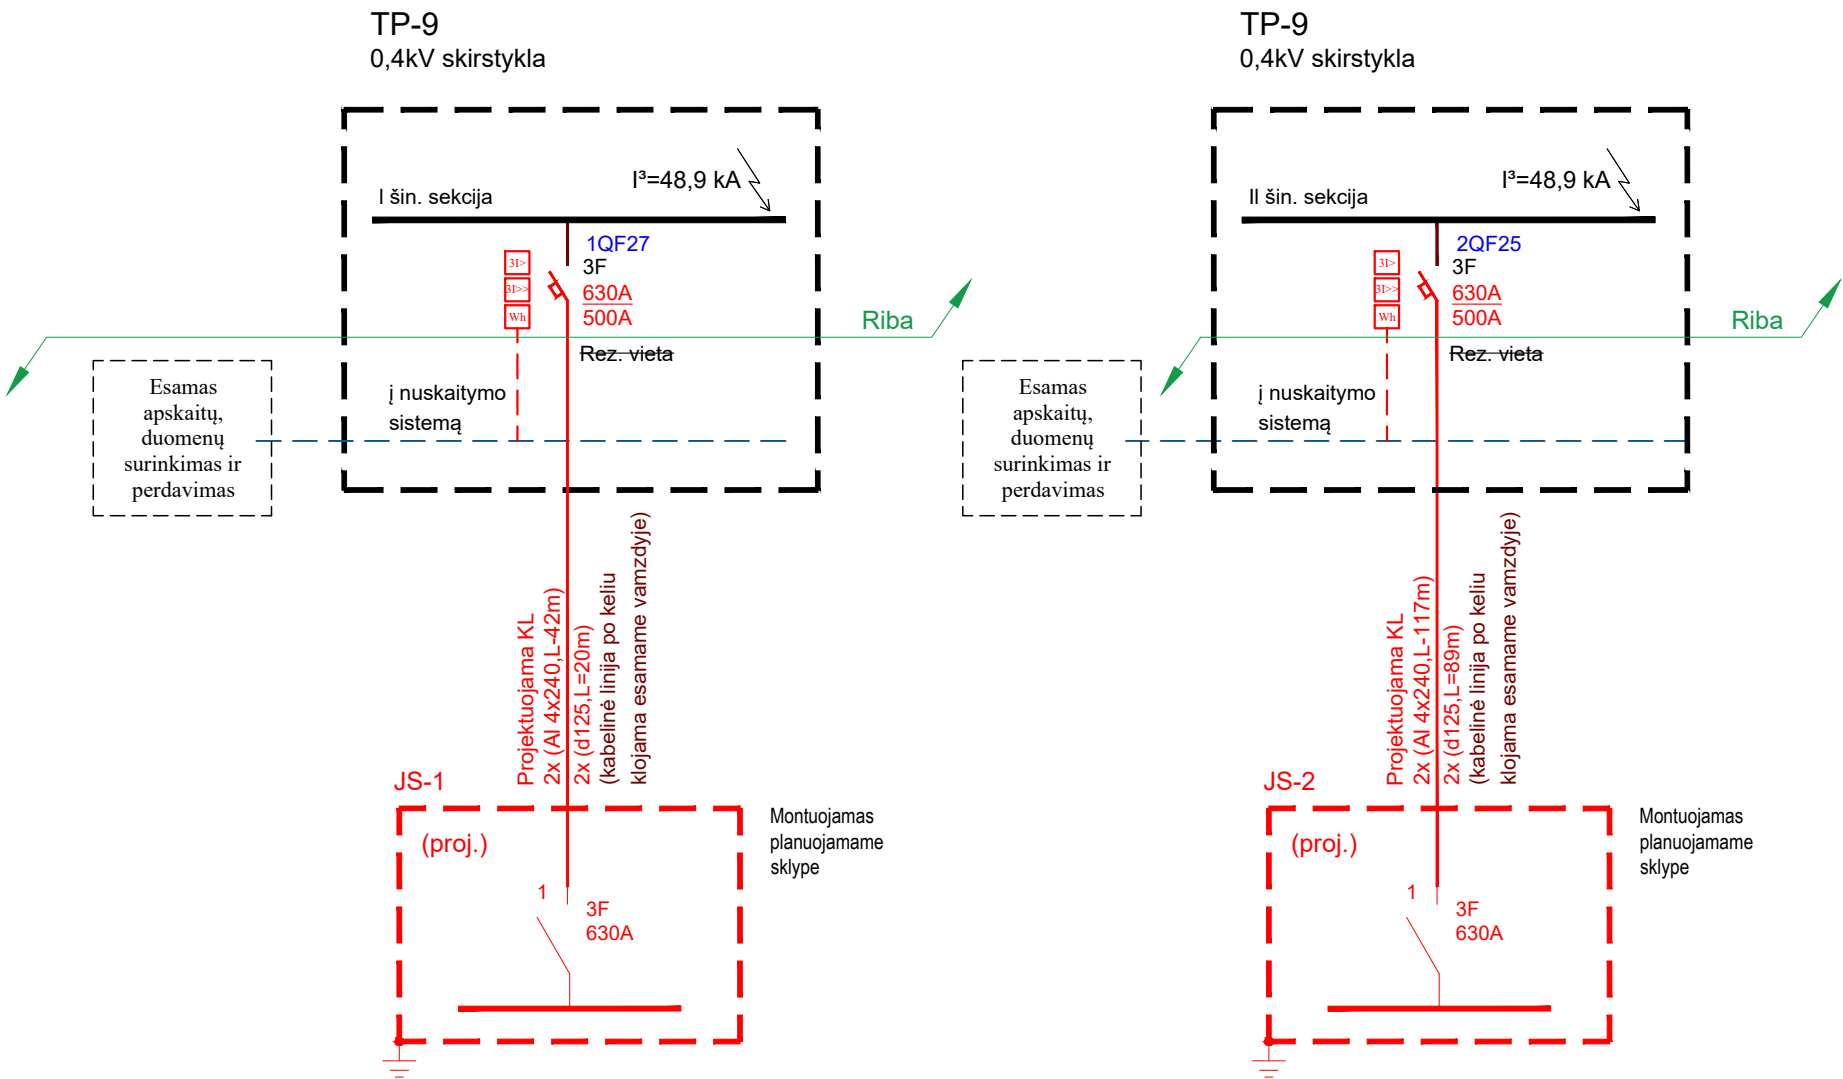 TP-9
0,4kV skirstykla
I šin. sekcija
I³=48,9 kA
1QF27
3F
630A
500A
3I>
3I>>
Wh
Riba
Rez. vieta
Esamas
apskaitų,
duomenų
surinkimas ir
perdavimas
į nuskaitymo
sistemą
Projektuojama KL
2x (Al 4x240,L-42m)
2x (d125,L=20m)
(kabelinė linija po keliu
klojama esamame vamzdyje)
JS-1
(proj.)
1
3F
630A
Montuojamas
planuojamame
sklype
TP-9
0,4kV skirstykla
II šin. sekcija
I³=48,9 kA
2QF25
3F
630A
500A
3I>
3I>>
Wh
Riba
Rez. vieta
Esamas
apskaitų,
duomenų
surinkimas ir
perdavimas
į nuskaitymo
sistemą
Projektuojama KL
2x (Al 4x240,L-117m)
2x (d125,L=89m)
(kabelinė linija po keliu
klojama esamame vamzdyje)
JS-2
(proj.)
1
3F
630A
Montuojamas
planuojamame
sklype